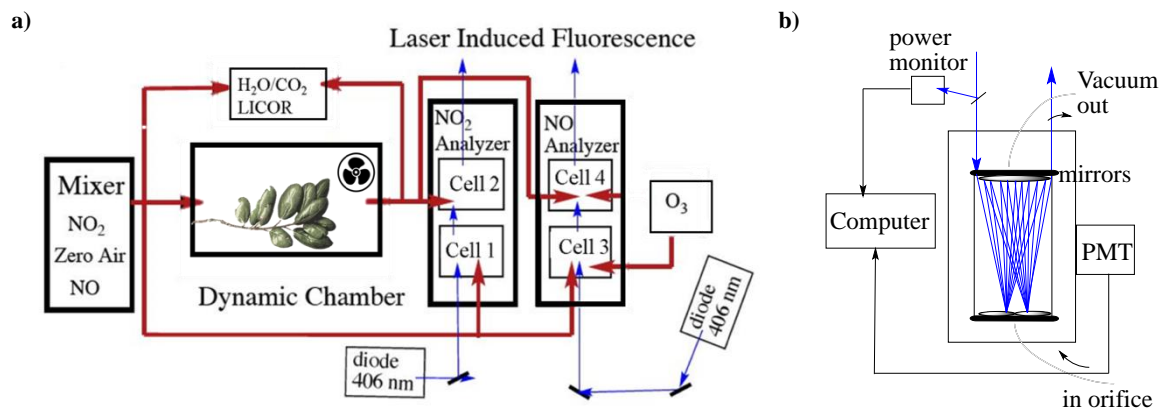 a)
Laser Induced Fluorescence
H₂O/CO₂
LICOR
Mixer
NO₂
Zero Air
NO
Dynamic Chamber
NO₂
Analyzer
Cell 2
Cell 1
NO
Analyzer
Cell 4
Cell 3
O₃
diode
406 nm
diode
406 nm
b)
power
monitor
Vacuum
out
mirrors
Computer
PMT
in orifice